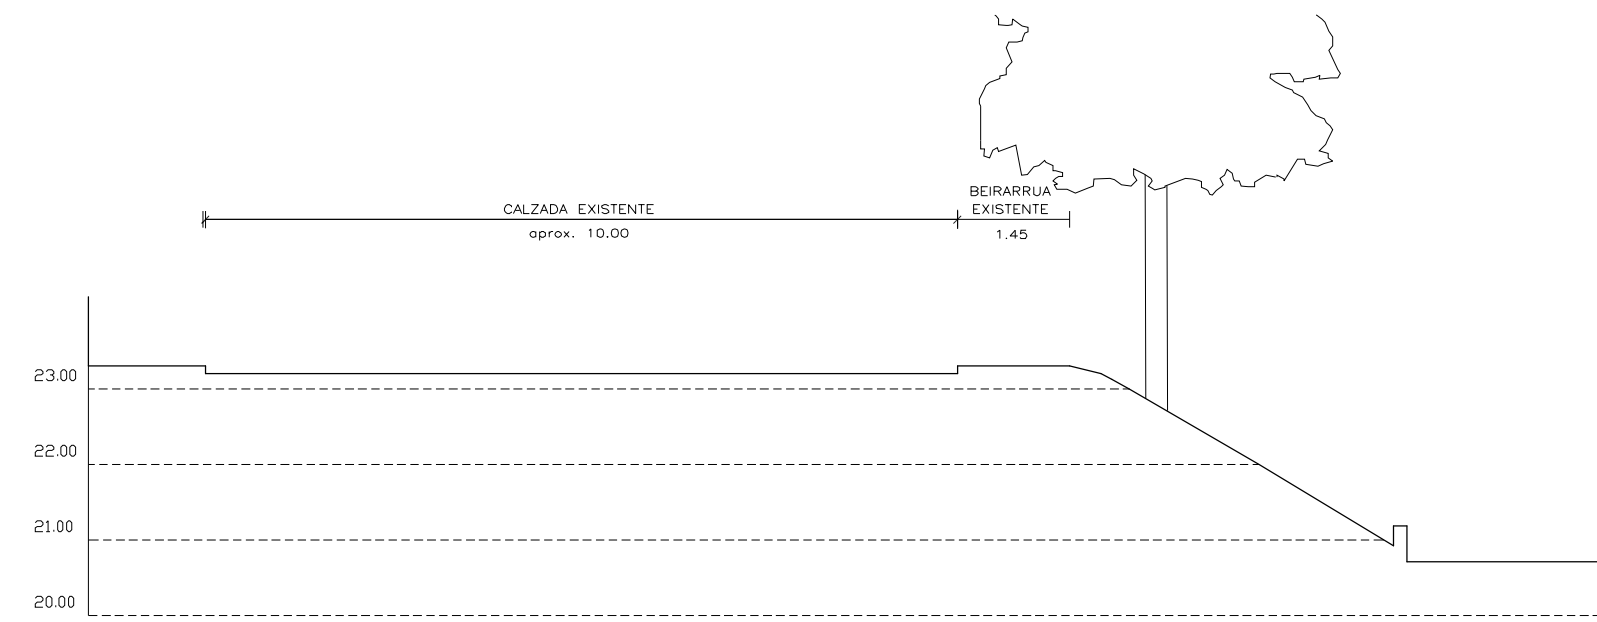 BEIRARRUA
CALZADA EXISTENTE
EXISTENTE
aprox. 10.00
1.45
23.00
22.00
21.00
20.00